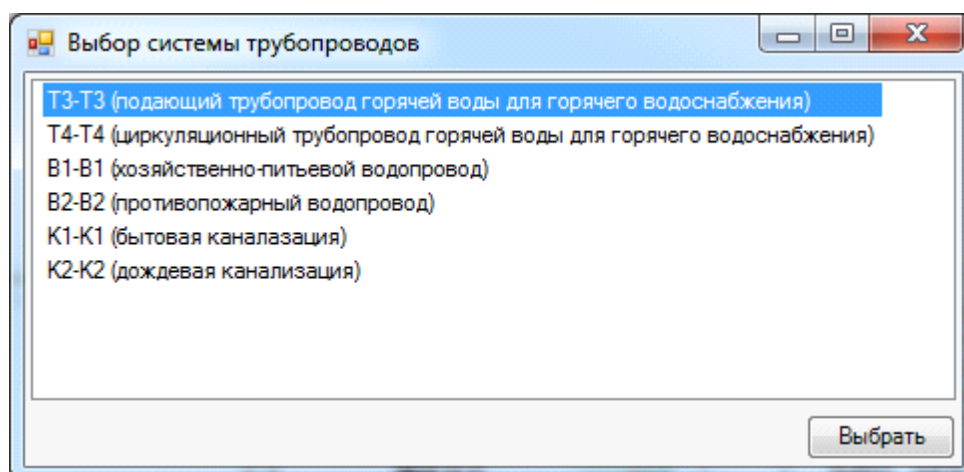 Выбор системы трубопроводов
Т3-Т3 (подающий трубопровод горячей воды для горячего водоснабжения)
Т4-Т4 (циркуляционный трубопровод горячей воды для горячего водоснабжения)
В1-В1 (хозяйственно-питьевой водопровод)
В2-В2 (противопожарный водопровод)
К1-К1 (бытовая каналазация)
К2-К2 (дождевая канализация)
Выбрать